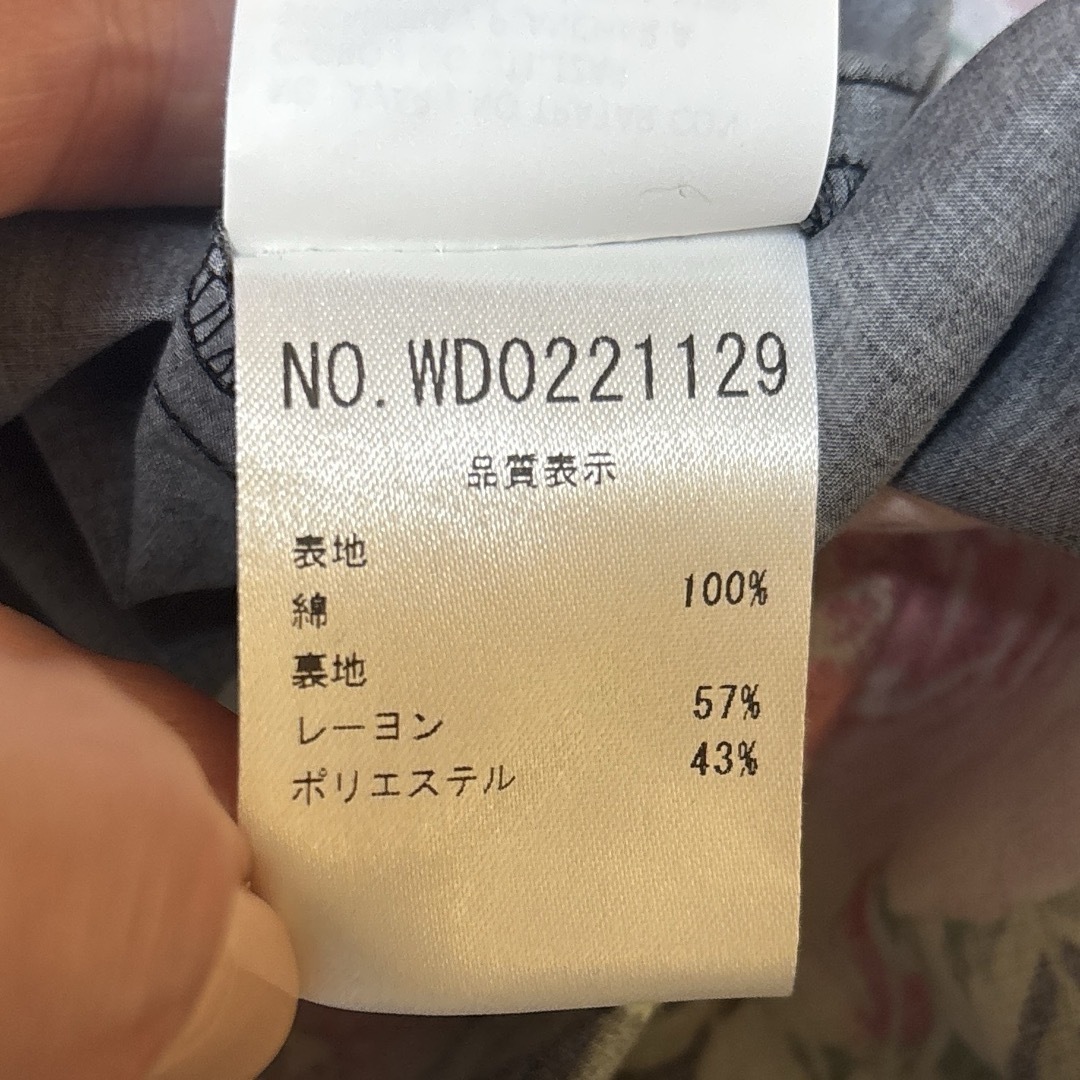 NO. WD0221129
品質表示
表地
綿 100%
裏地
レーヨン 57%
ポリエステル 43%